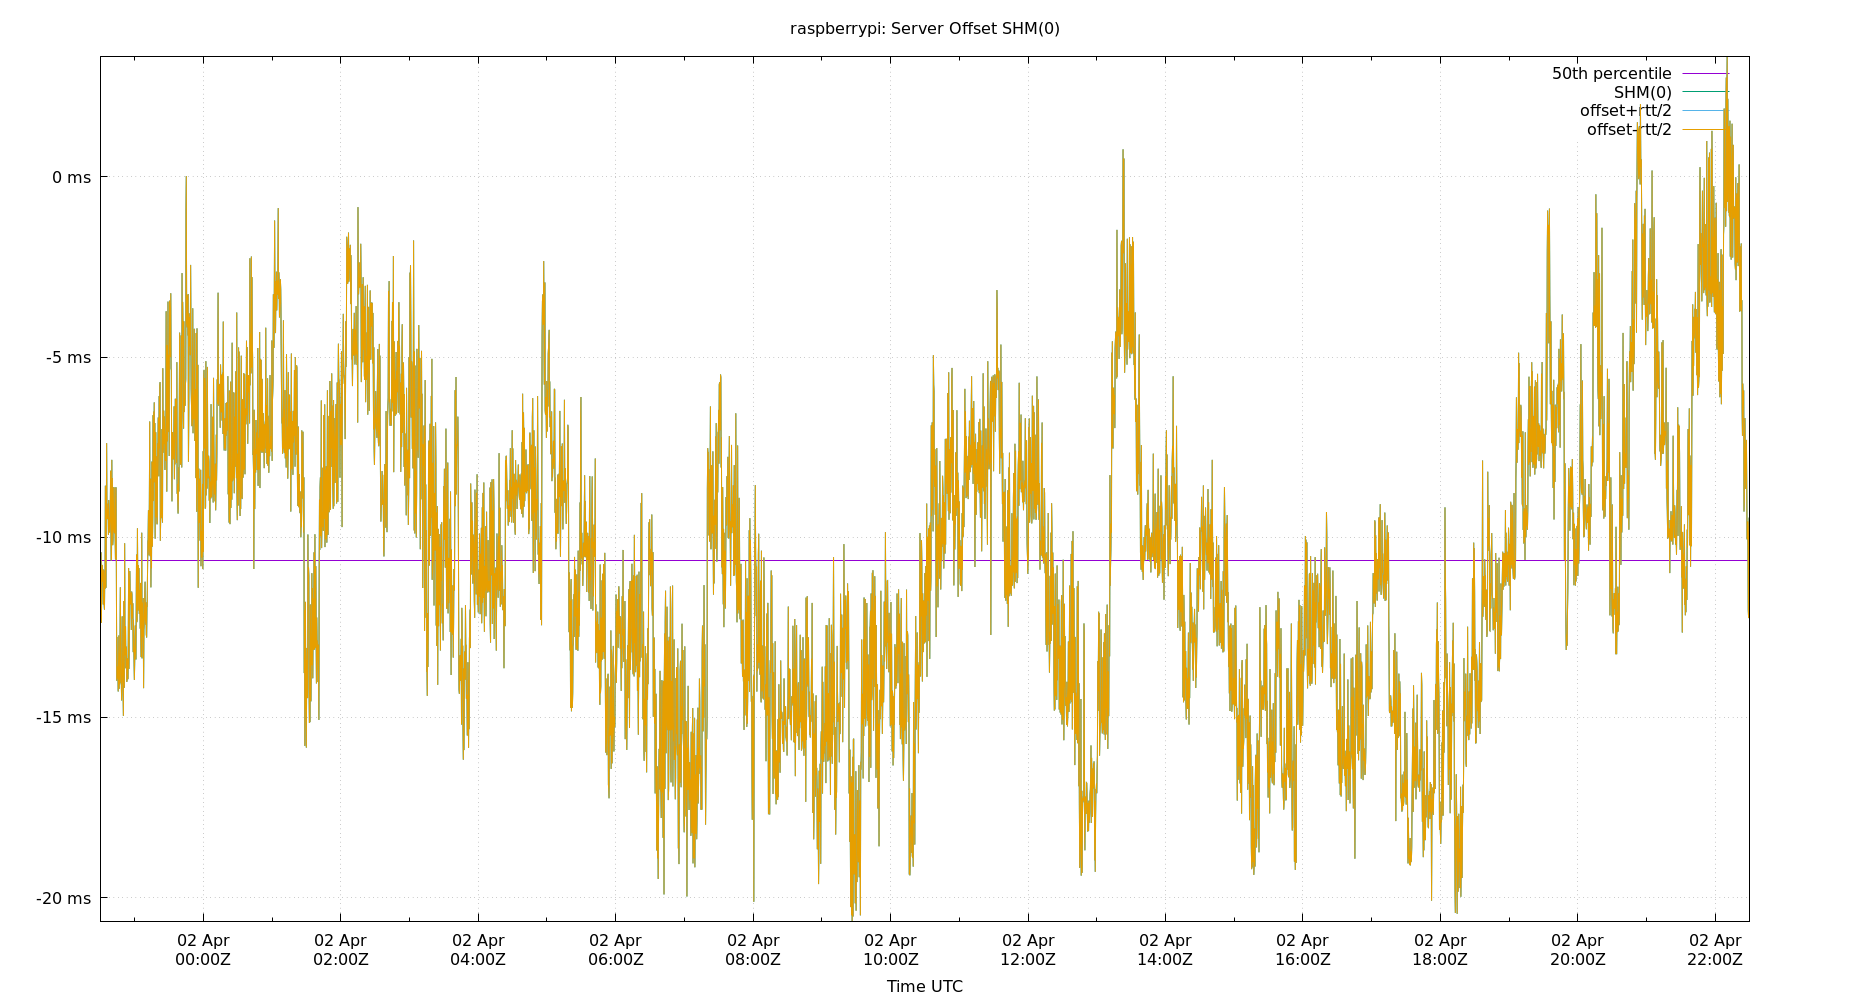 raspberrypi: Server Offset SHM(0)
50th percentile
SHM(0)
offset+rtt/2
offset-rtt/2
0 ms
-5 ms
-10 ms
-15 ms
-20 ms
02 Apr 02 Apr 02 Apr 02 Apr 02 Apr 02 Apr 02 Apr 02 Apr 02 Apr 02 Apr 02 Apr 02 Apr
00:00Z 02:00Z 04:00Z 06:00Z 08:00Z 10:00Z 12:00Z 14:00Z 16:00Z 18:00Z 20:00Z 22:00Z
Time UTC